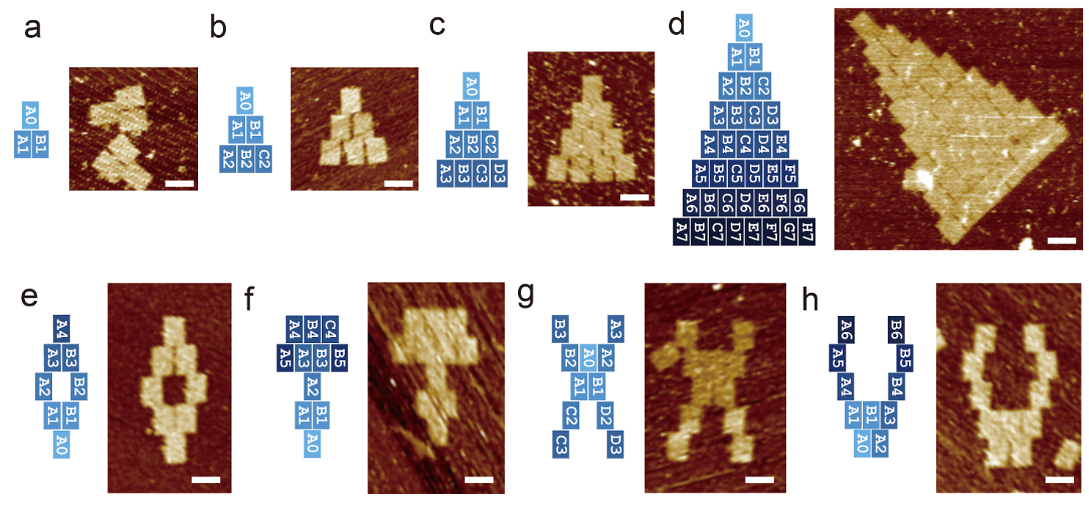 a
A0
A1 B1
b
A0
A1 B1
A2 B2 C2
c
A0
A1 B1
A2 B2 C2
A3 B3 C3 D3
d
A0
A1 B1
A2 B2 C2
A3 B3 C3 D3
A4 B4 C4 D4 E4
A5 B5 C5 D5 E5 F5
A6 B6 C6 D6 E6 F6 G6
A7 B7 C7 D7 E7 F7 G7 H7
e
A4
A3 B3
A2 B2
A1 B1
A0
f
A4 B4 C4
A5 A3 B3 B5
A2
A1 B1
A0
g
B3 A3
B2 A0 A2
A1 B1
C2 D2
C3 D3
h
A6 B6
A5 B5
A4 B4
A1 B1 A3
A0 A2